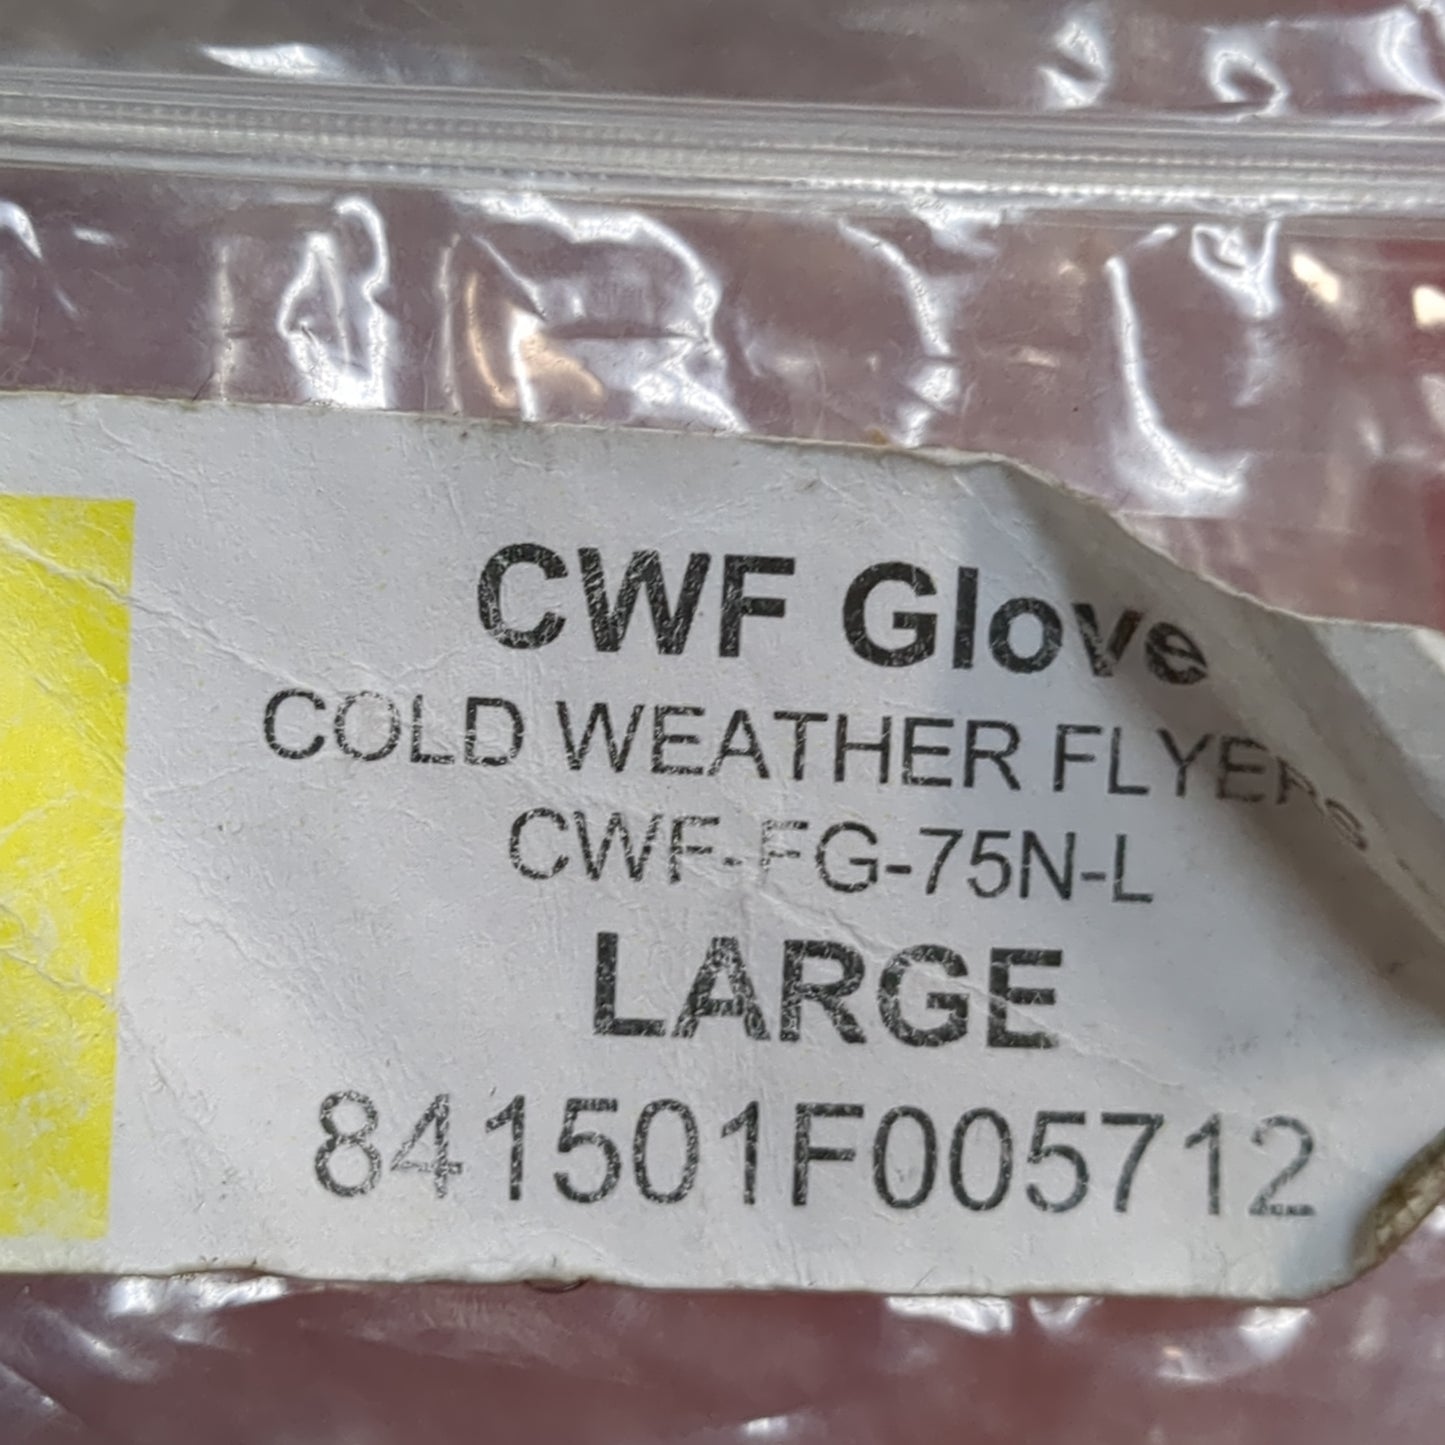 CWF Glove
COLD WEATHER FLYERS
CWF-FG-75N-L
LARGE
841501F005712